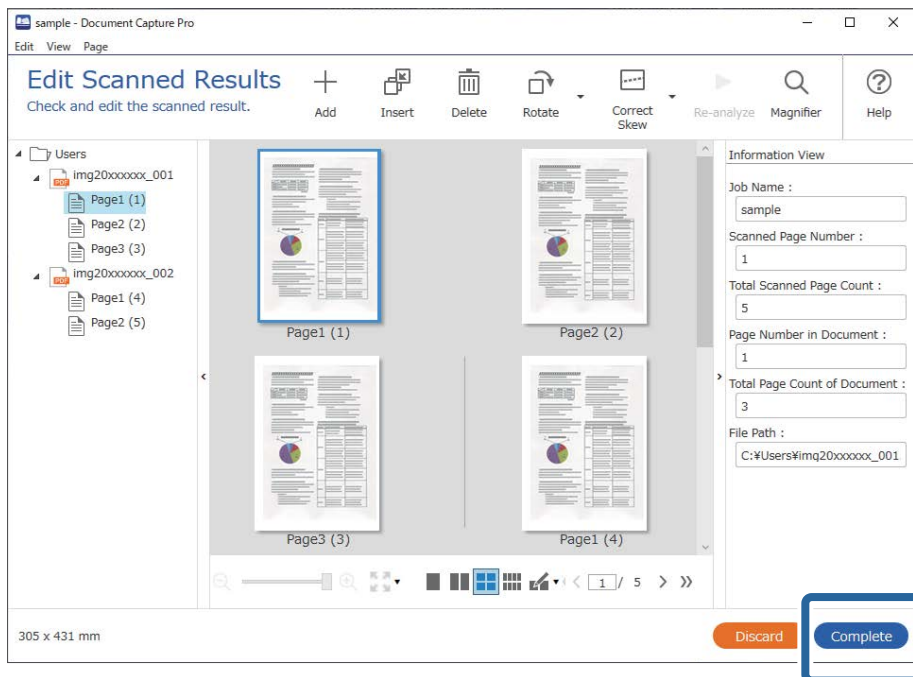 sample - Document Capture Pro
Edit View Page
Edit Scanned Results
Check and edit the scanned result.
Add
Insert
Delete
Rotate
Correct Skew
Re-analyze
Magnifier
Help
Users
PDF
img20xxxxxx_001
Page1 (1)
Page2 (2)
Page3 (3)
PDF
img20xxxxxx_002
Page1 (4)
Page2 (5)
Page1 (1)
Page2 (2)
Page3 (3)
Page1 (4)
1 / 5
Information View
Job Name :
sample
Scanned Page Number :
1
Total Scanned Page Count :
5
Page Number in Document :
1
Total Page Count of Document :
3
File Path :
C:¥Users¥img20xxxxxx_001
305 x 431 mm
Discard
Complete